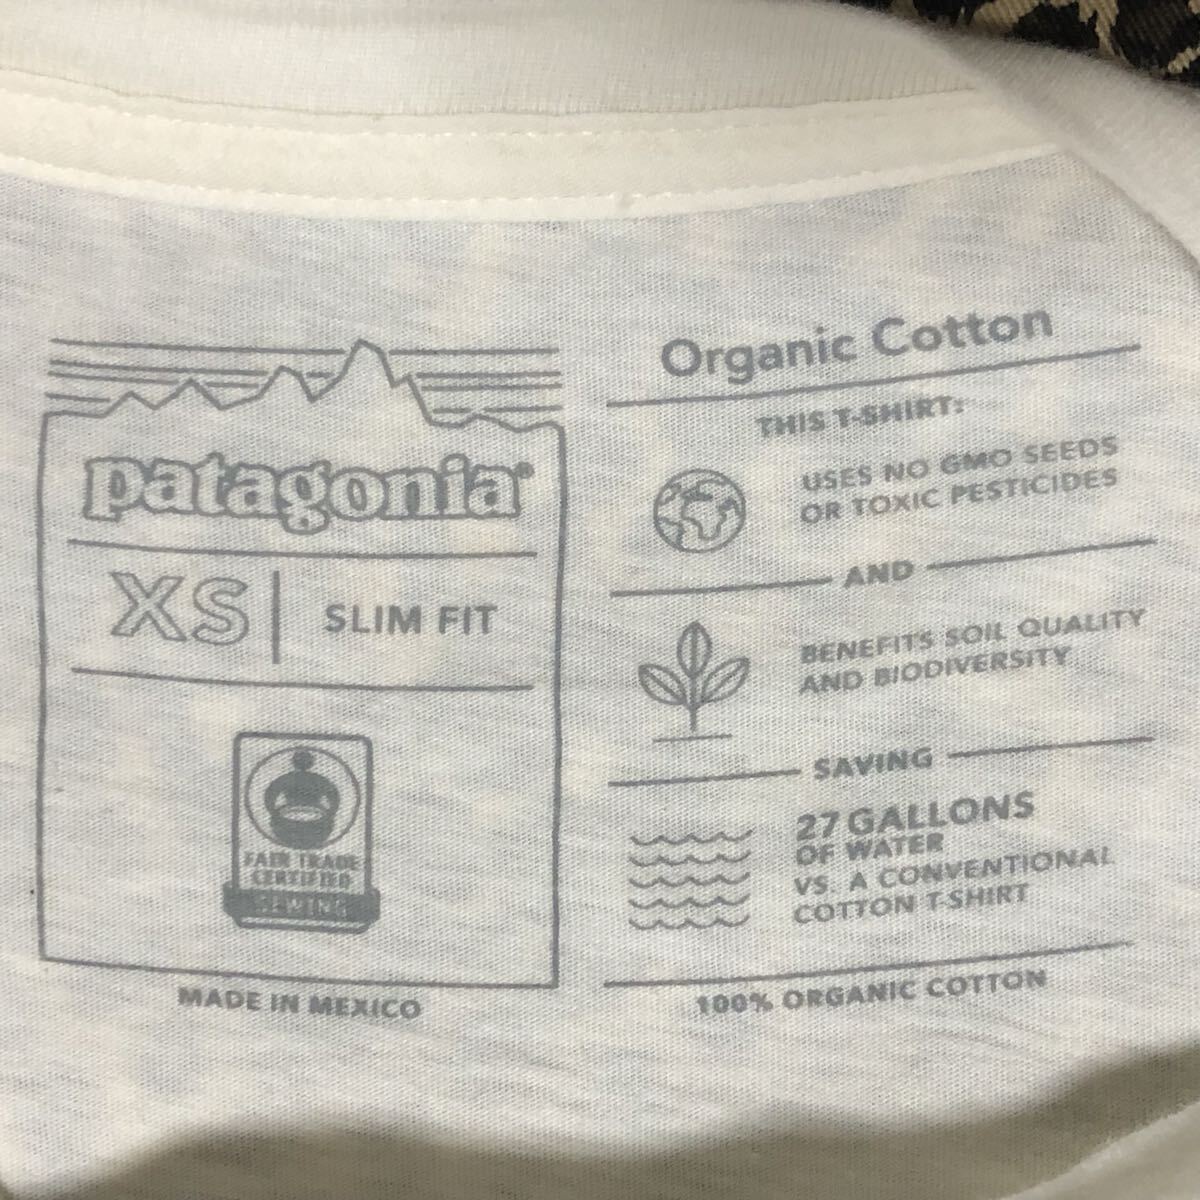 patagonia®
XS
SLIM FIT
FAIR TRADE
CERTIFIED
SEWING
MADE IN MEXICO
Organic Cotton
THIS T-SHIRT:
USES NO GMO SEEDS
OR TOXIC PESTICIDES
AND
BENEFITS SOIL QUALITY
AND BIODIVERSITY
SAVING
27 GALLONS
OF WATER
VS. A CONVENTIONAL
COTTON T-SHIRT
100% ORGANIC COTTON